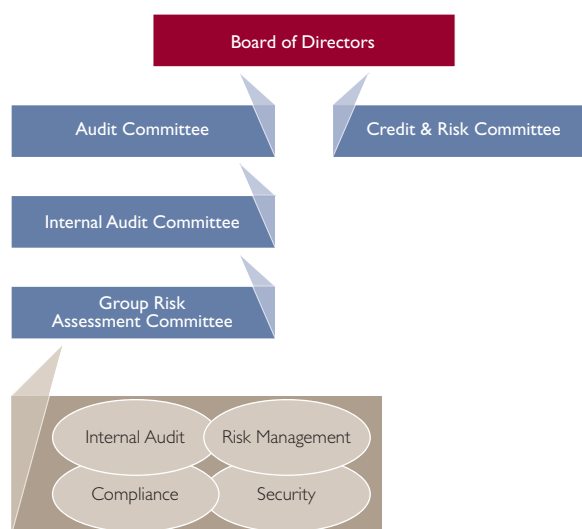 Board of Directors
Audit Committee
Credit & Risk Committee
Internal Audit Committee
Group Risk
Assessment Committee
Internal Audit
Risk Management
Compliance
Security